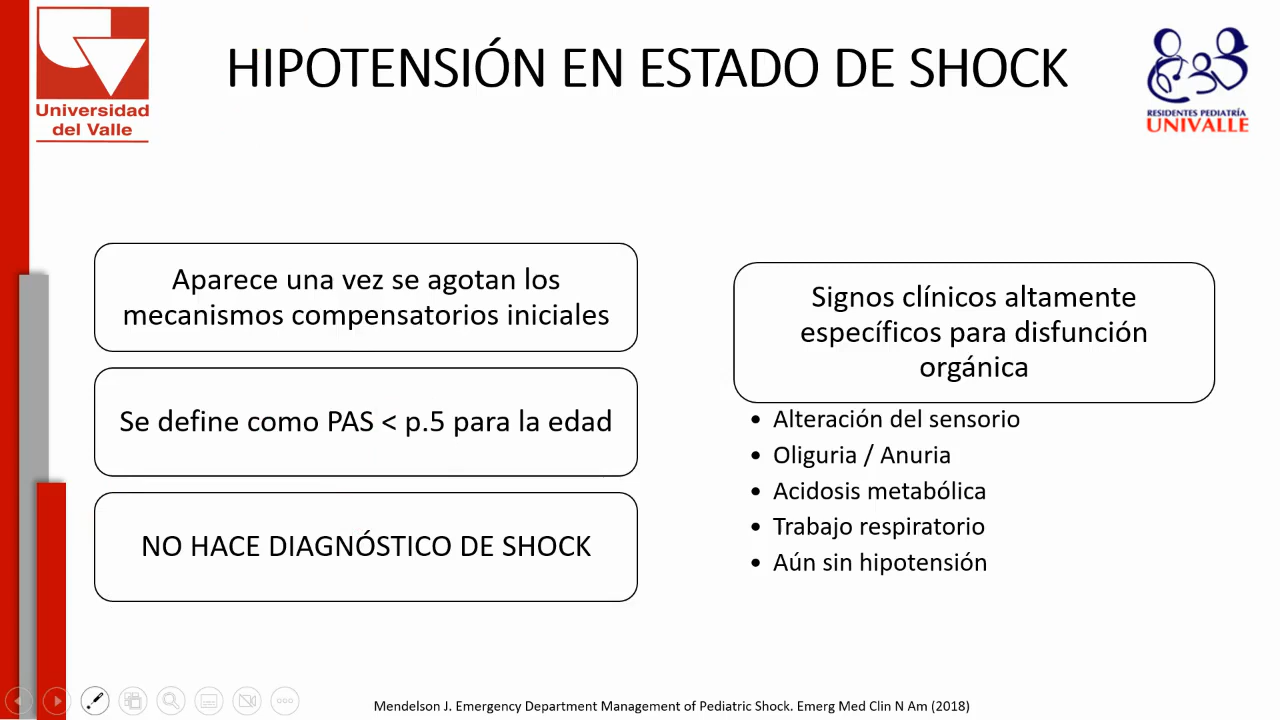 Universidad
del Valle
HIPOTENSIÓN EN ESTADO DE SHOCK
RESIDENTES PEDIATRÍA
UNIVALLE
Aparece una vez se agotan los
mecanismos compensatorios iniciales
Se define como PAS < p.5 para la edad
NO HACE DIAGNÓSTICO DE SHOCK
Signos clínicos altamente
específicos para disfunción
orgánica
• Alteración del sensorio
• Oliguria / Anuria
• Acidosis metabólica
• Trabajo respiratorio
• Aún sin hipotensión
Mendelson J. Emergency Department Management of Pediatric Shock. Emerg Med Clin N Am (2018)